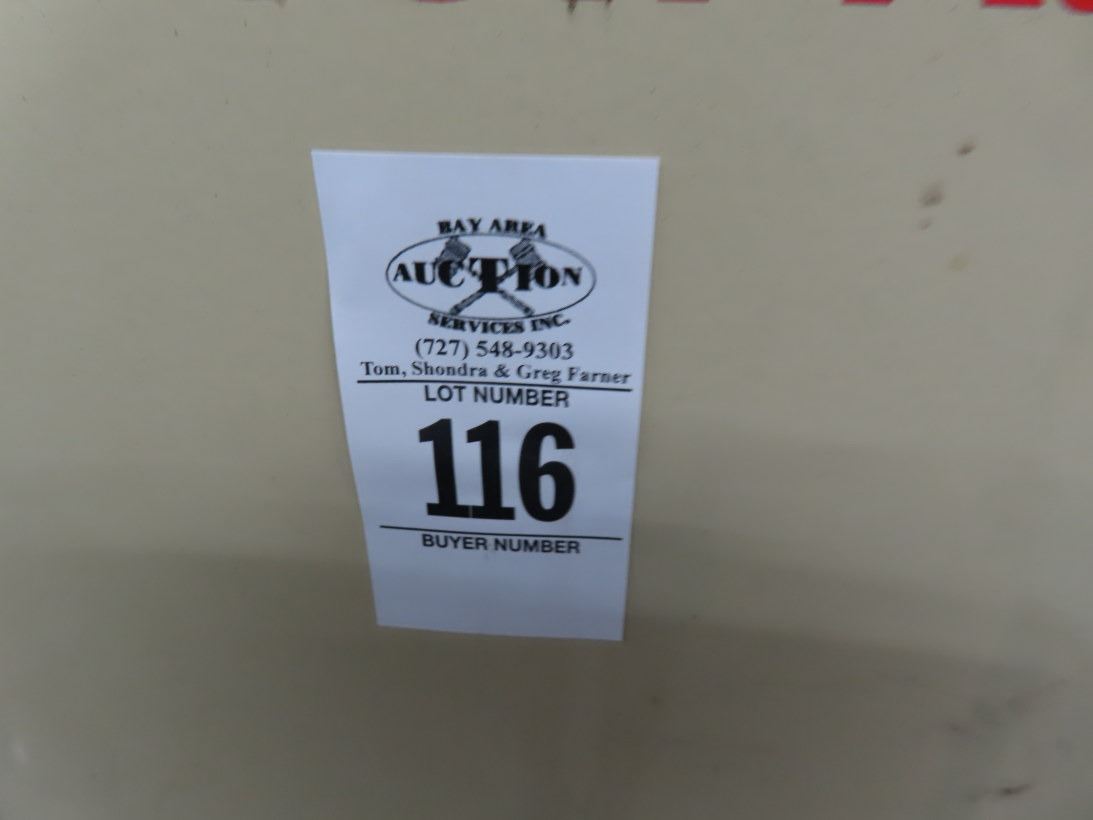 BAY AREA
AUCTION
SERVICES INC.
(727) 548-9303
Tom, Shondra & Greg Farner
LOT NUMBER
116
BUYER NUMBER